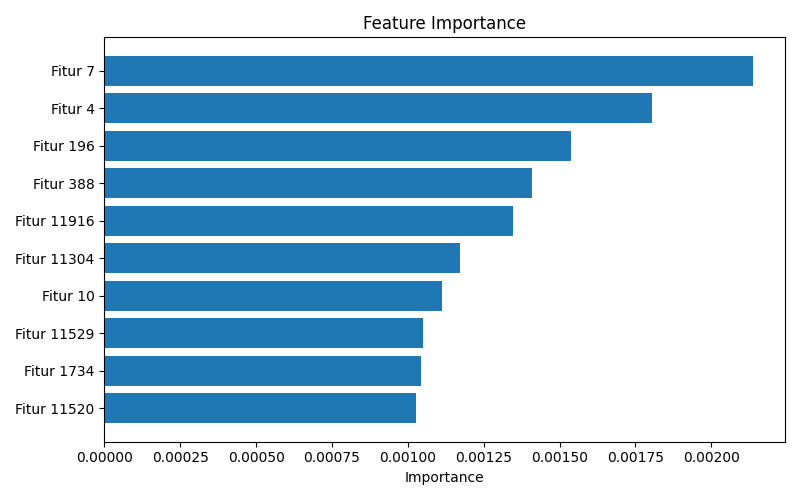 Feature Importance
Fitur 7
Fitur 4
Fitur 196
Fitur 388
Fitur 11916
Fitur 11304
Fitur 10
Fitur 11529
Fitur 1734
Fitur 11520
0.00000 0.00025 0.00050 0.00075 0.00100 0.00125 0.00150 0.00175 0.00200
Importance